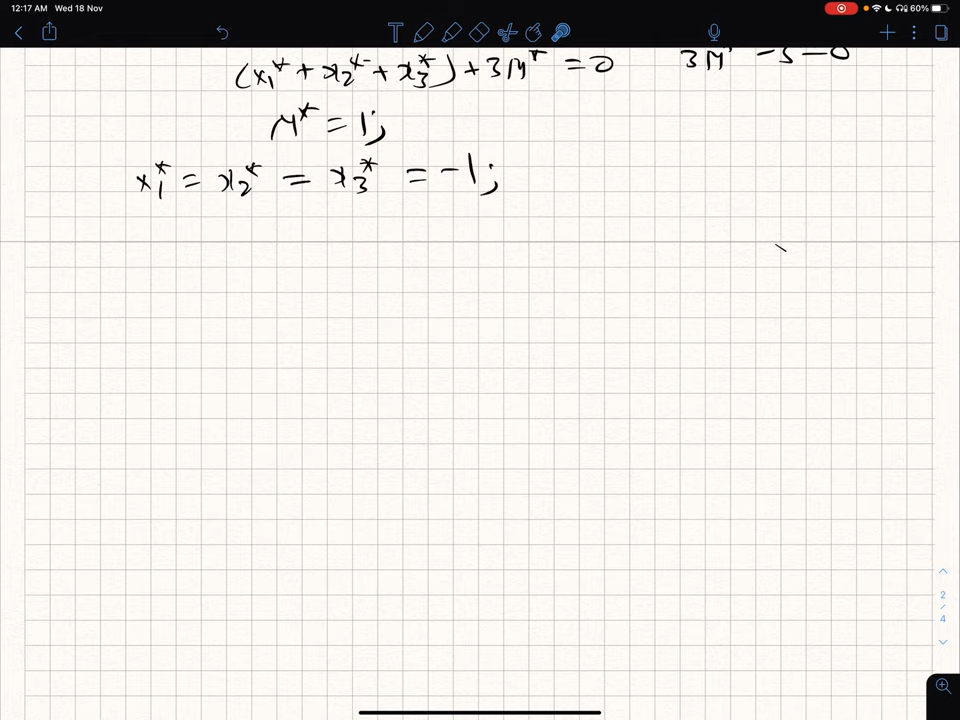 12:17 AM Wed 18 Nov
60%
(x₁* + x₂* + x₃*) + 3μ* = 0
3μ* - 3 = 0
μ* = 1;
x₁* = x₂* = x₃* = -1;
2
/
4